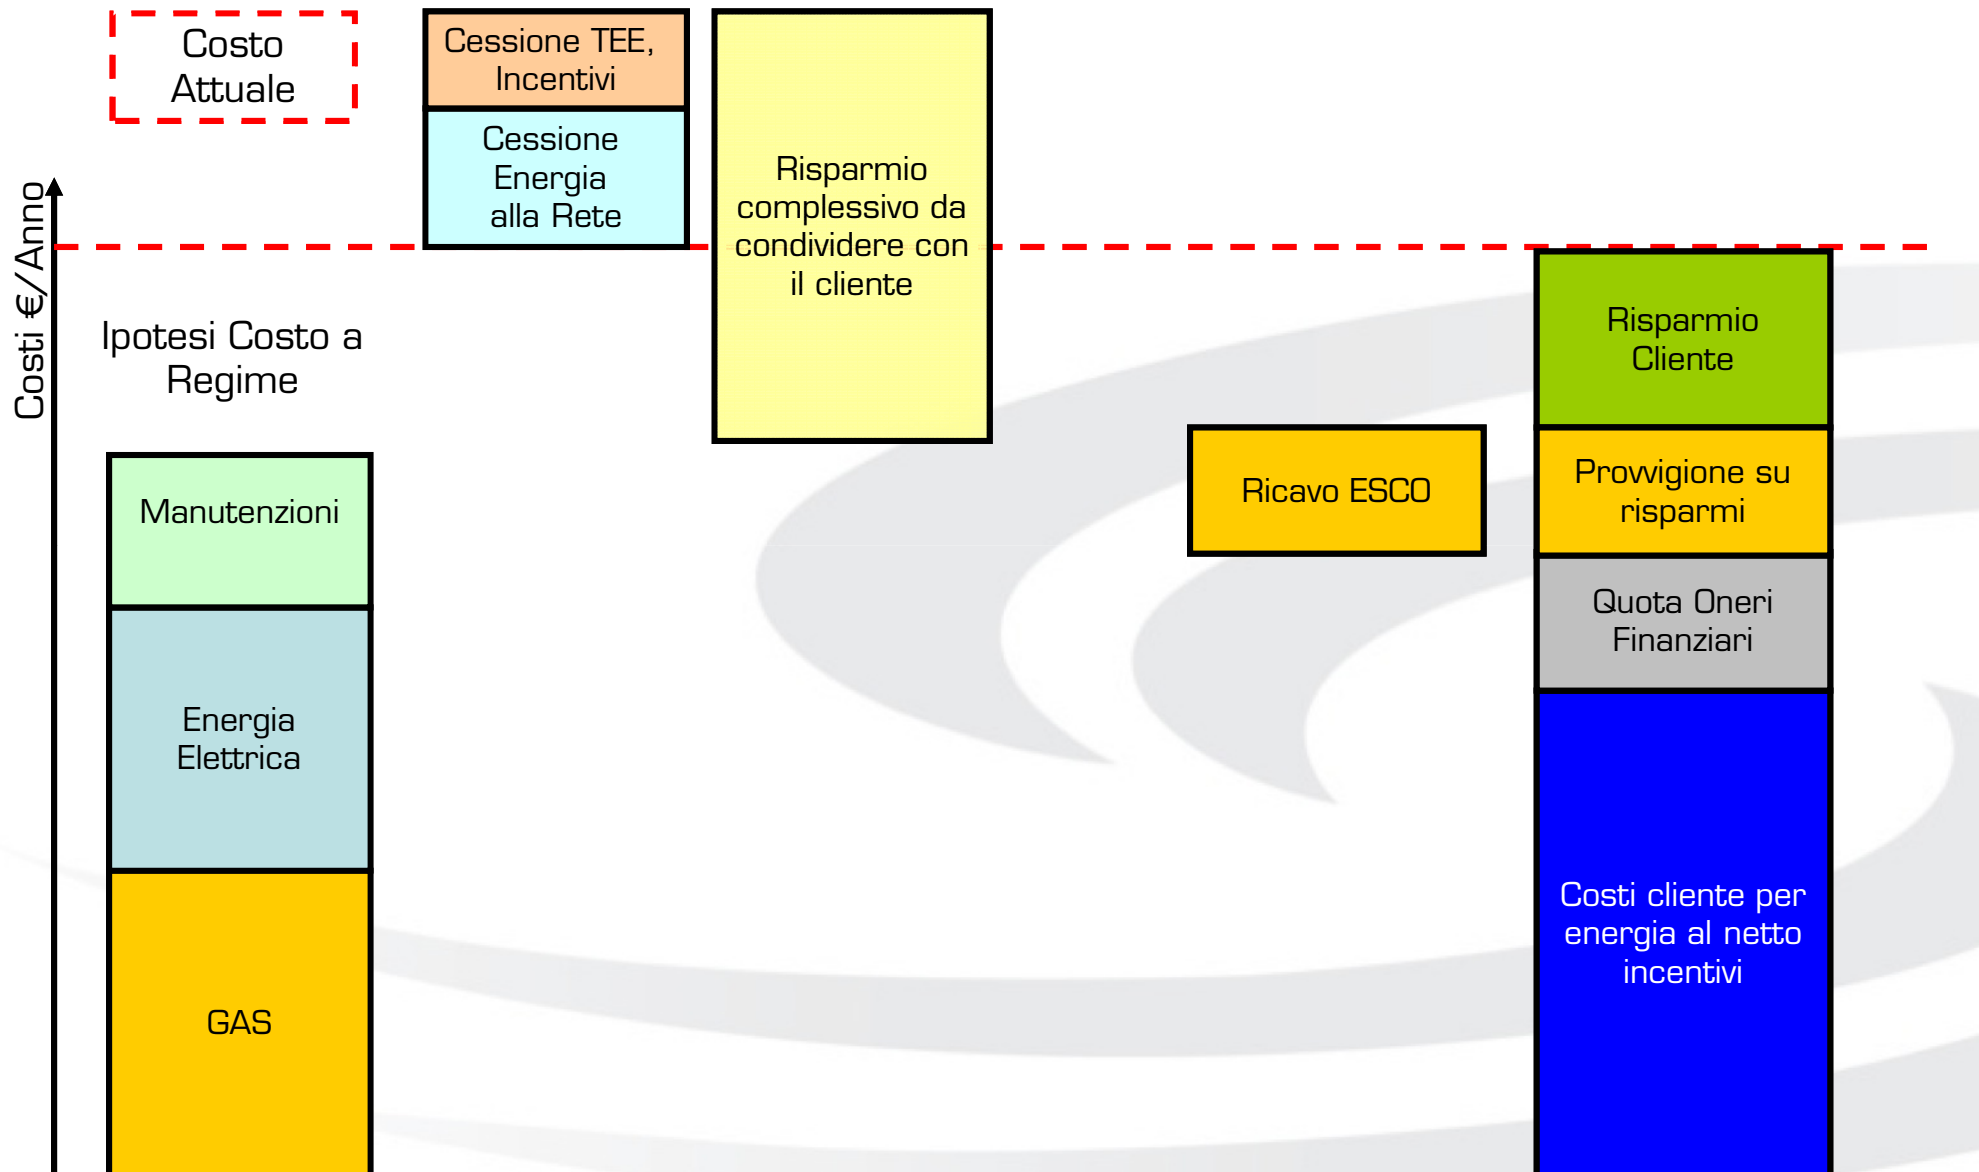 Costo
Attuale
Cessione TEE,
Incentivi
Cessione
Energia
alla Rete
Risparmio
complessivo da
condividere con
il cliente
Costi €/Anno
Ipotesi Costo a
Regime
Manutenzioni
Energia
Elettrica
GAS
Ricavo ESCO
Risparmio
Cliente
Provvigione su
risparmi
Quota Oneri
Finanziari
Costi cliente per
energia al netto
incentivi